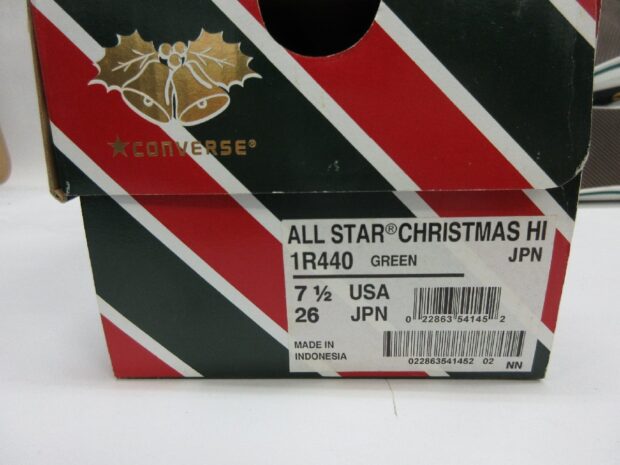 ★CONVERSE®
ALL STAR®CHRISTMAS HI
1R440 GREEN JPN
7 ½ USA
26 JPN
0 22863 54145 2
MADE IN
INDONESIA
022863541452 02
NN